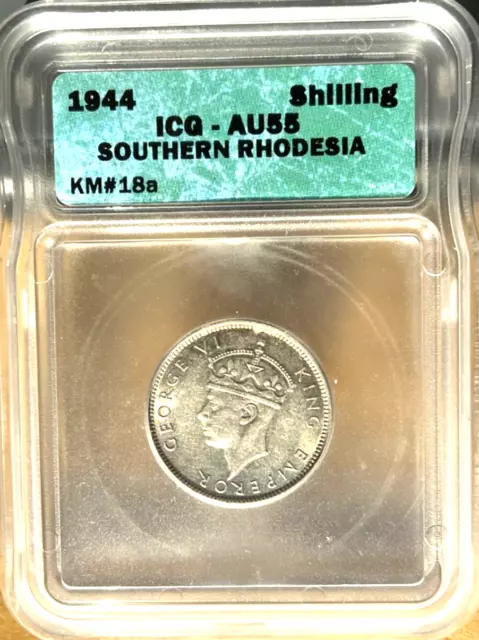 1944 Shilling
ICG - AU55
SOUTHERN RHODESIA
KM#18a
GEORGE VI KING EMPEROR